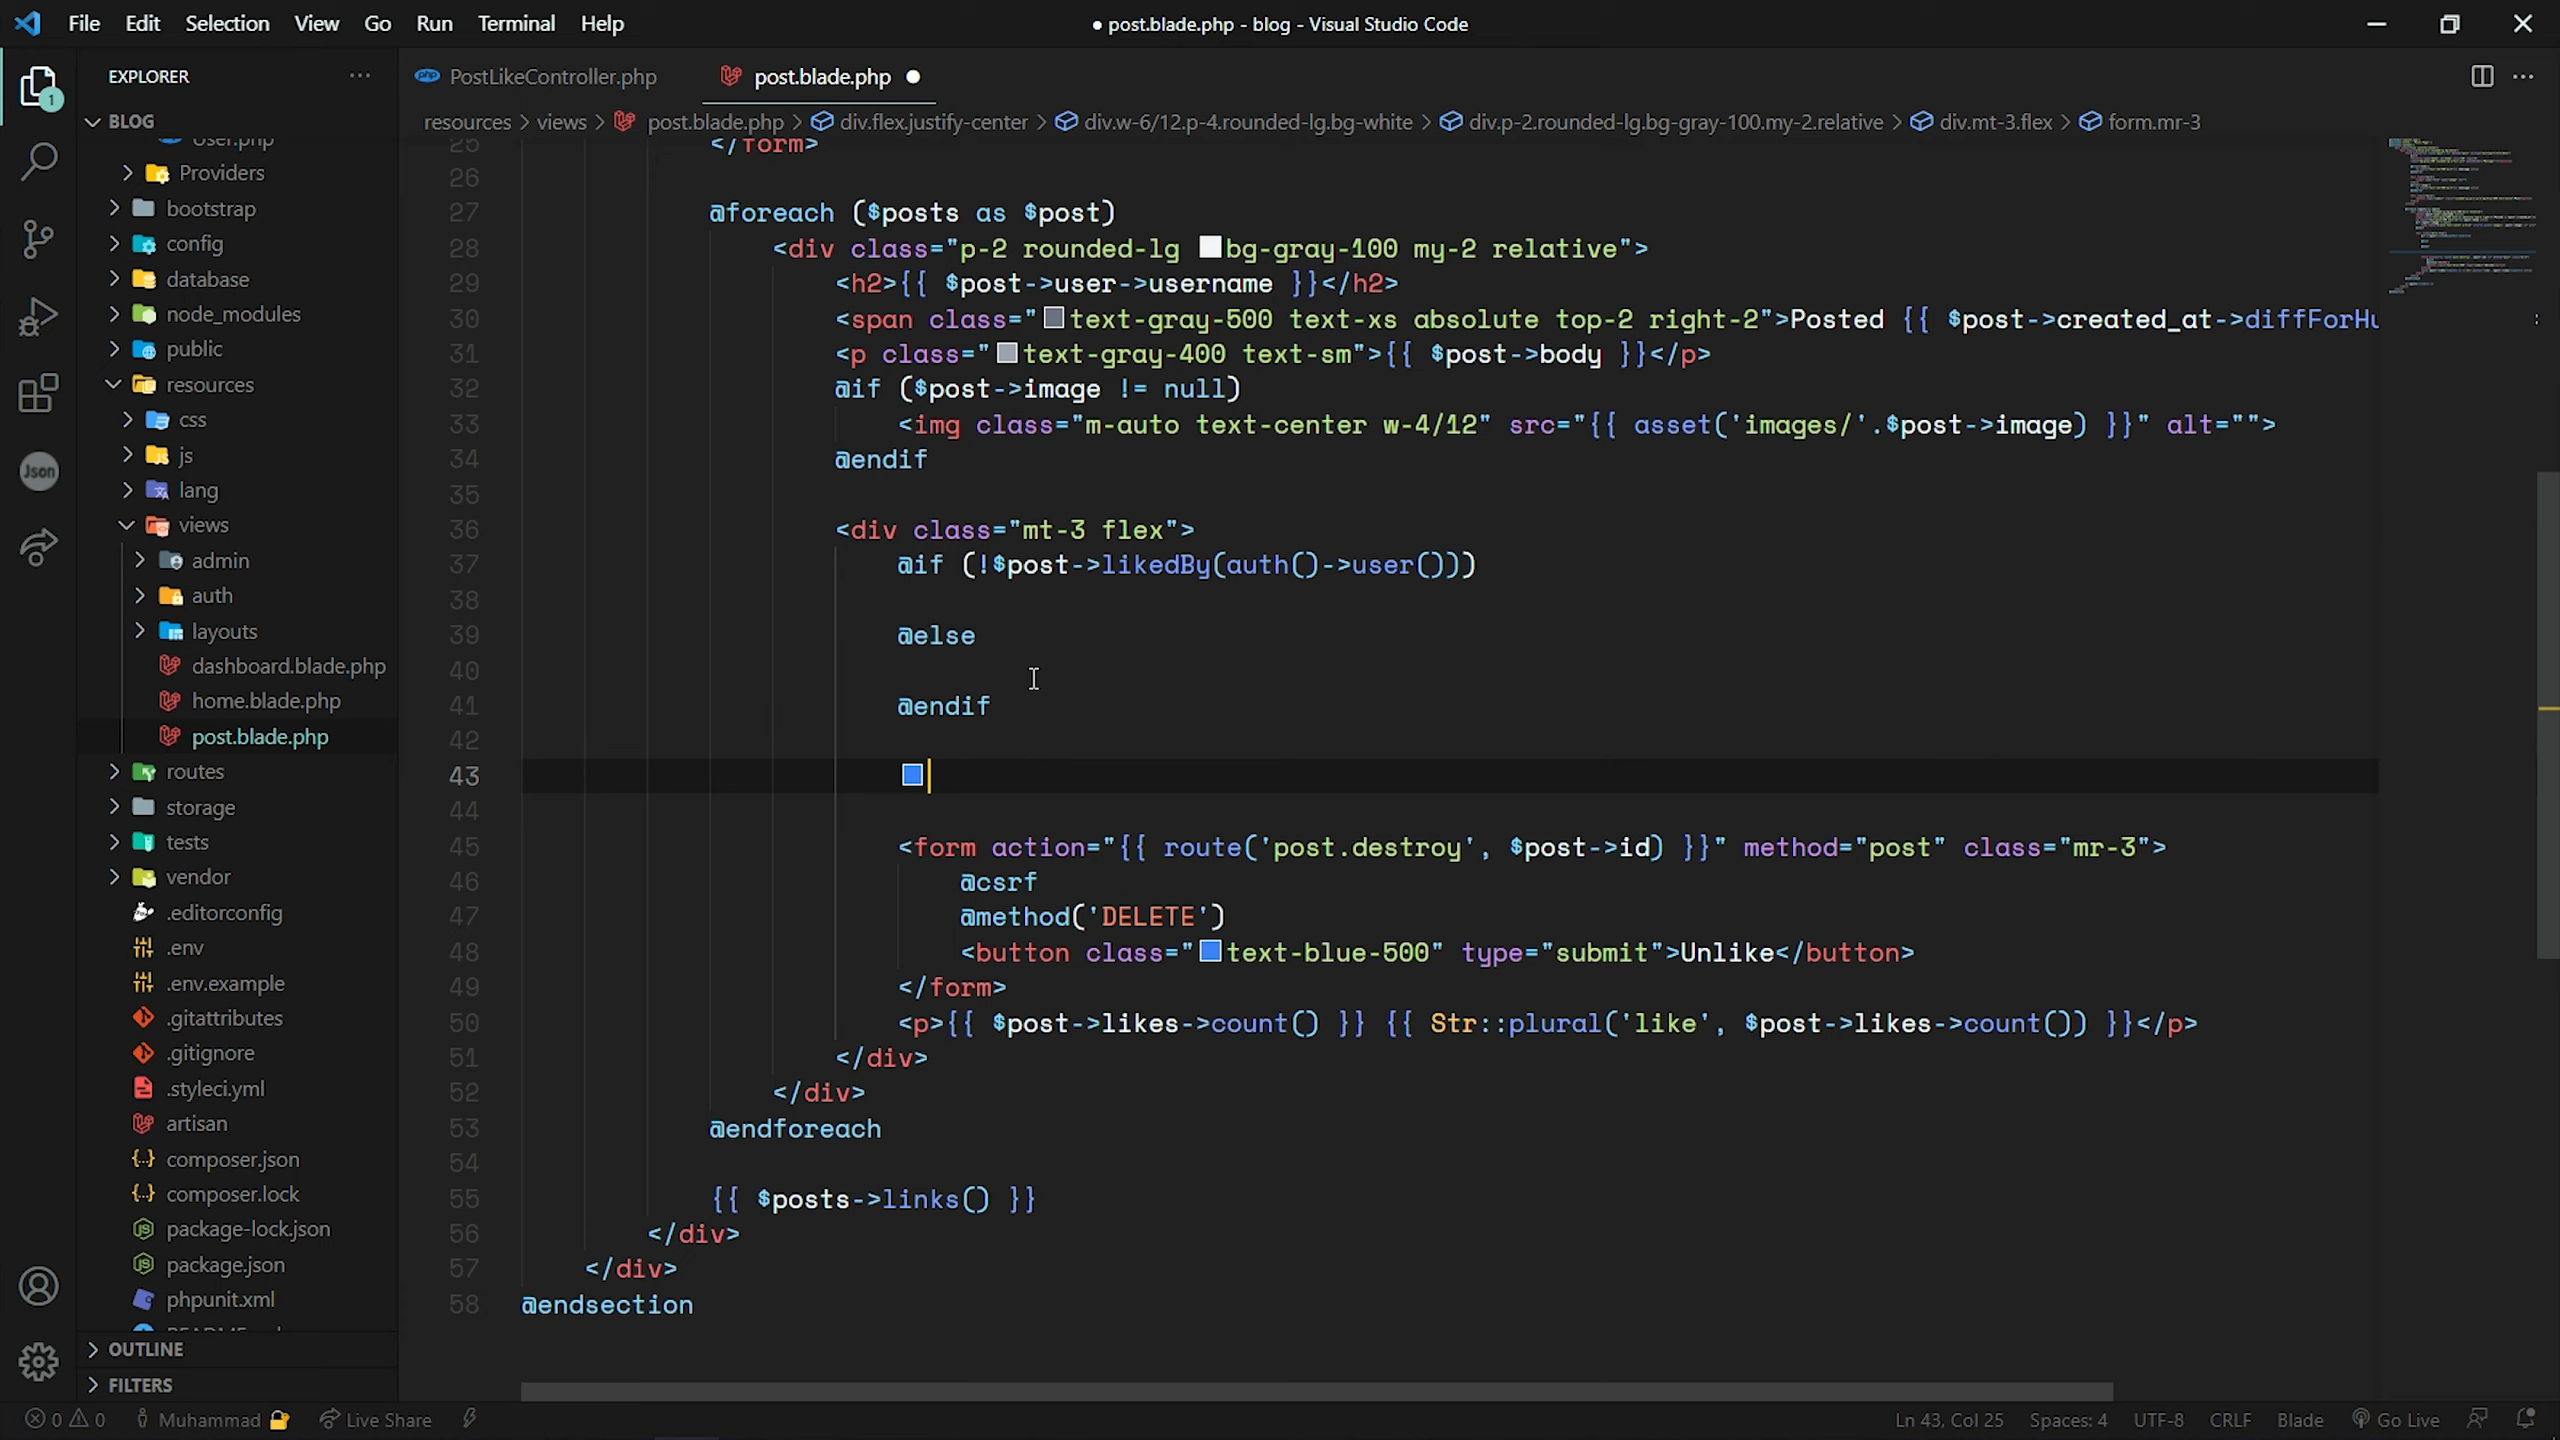 File Edit Selection View Go Run Terminal Help
● post.blade.php - blog - Visual Studio Code
EXPLORER
PostLikeController.php
post.blade.php
resources > views > post.blade.php > div.flex.justify-center > div.w-6/12.p-4.rounded-lg.bg-white > div.p-2.rounded-lg.bg-gray-100.my-2.relative > div.mt-3.flex > form.mr-3
1
BLOG
User.php
Providers
bootstrap
config
database
node_modules
public
resources
css
js
lang
views
admin
auth
layouts
dashboard.blade.php
home.blade.php
post.blade.php
routes
storage
tests
vendor
.editorconfig
.env
.env.example
.gitattributes
.gitignore
.styleci.yml
artisan
composer.json
composer.lock
package-lock.json
package.json
phpunit.xml
OUTLINE
FILTERS
Json
25 </form>
26
27 @foreach ($posts as $post)
28 <div class="p-2 rounded-lg bg-gray-100 my-2 relative">
29 <h2>{{ $post->user->username }}</h2>
30 <span class="text-gray-500 text-xs absolute top-2 right-2">Posted {{ $post->created_at->diffForHu
31 <p class="text-gray-400 text-sm">{{ $post->body }}</p>
32 @if ($post->image != null)
33 <img class="m-auto text-center w-4/12" src="{{ asset('images/'.$post->image) }}" alt="">
34 @endif
35
36 <div class="mt-3 flex">
37 @if (!$post->likedBy(auth()->user()))
38
39 @else
40
41 @endif
42
43
44
45 <form action="{{ route('post.destroy', $post->id) }}" method="post" class="mr-3">
46 @csrf
47 @method('DELETE')
48 <button class="text-blue-500" type="submit">Unlike</button>
49 </form>
50 <p>{{ $post->likes->count() }} {{ Str::plural('like', $post->likes->count()) }}</p>
51 </div>
52 </div>
53 @endforeach
54
55 {{ $posts->links() }}
56 </div>
57 </div>
58 @endsection
0 0 Muhammad Live Share
Ln 43, Col 25 Spaces: 4 UTF-8 CRLF Blade Go Live